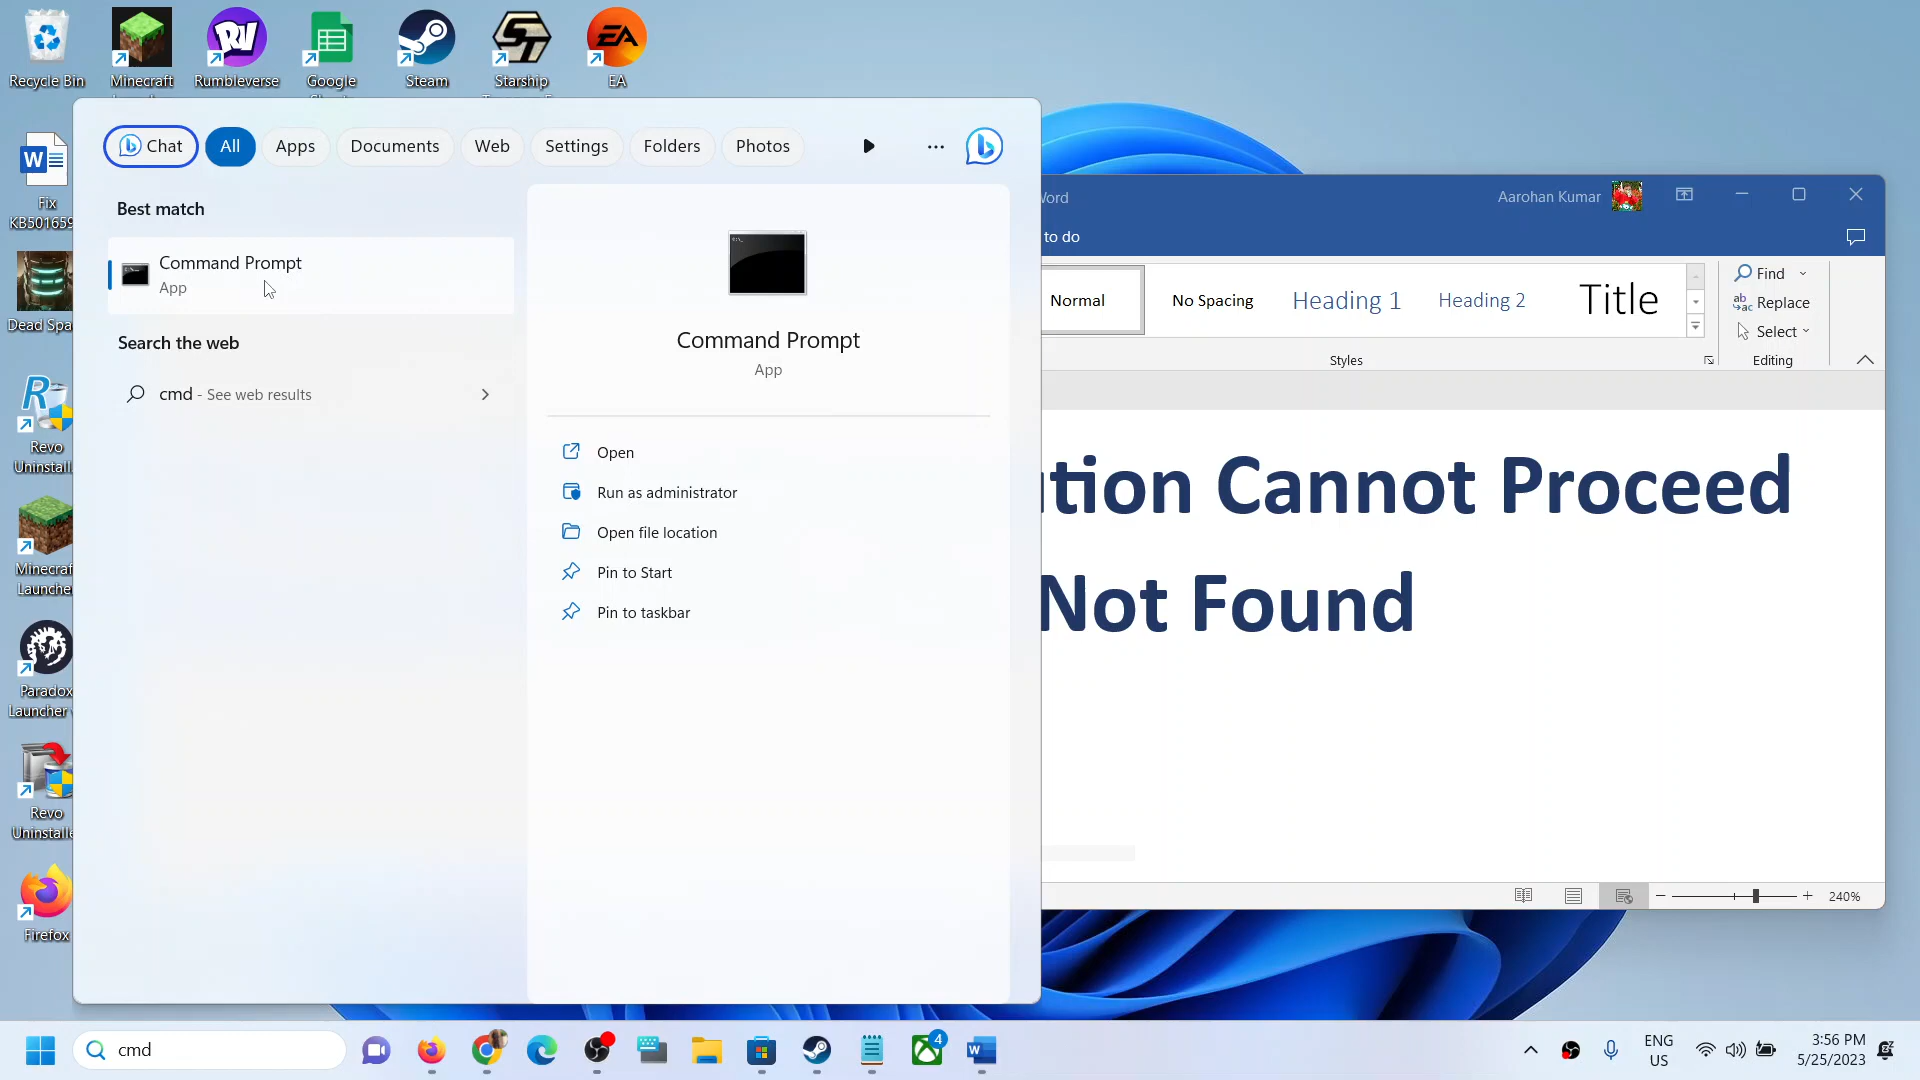 Recycle Bin
Minecraft
Rumbleverse
Google
Steam
Starship
EA
Fix
KB501659
Dead Spa
Revo
Uninstall...
Minecraf
Launche
Paradox
Launcher
Revo
Uninstalle
Firefox
Chat
All
Apps
Documents
Web
Settings
Folders
Photos
Best match
Command Prompt
App
Search the web
cmd - See web results
Command Prompt
App
Open
Run as administrator
Open file location
Pin to Start
Pin to taskbar
Word
Aarohan Kumar
to do
Normal
No Spacing
Heading 1
Heading 2
Title
Find
Replace
Select
Styles
Editing
ution Cannot Proceed
Not Found
240%
cmd
4
ENG
US
3:56 PM
5/25/2023